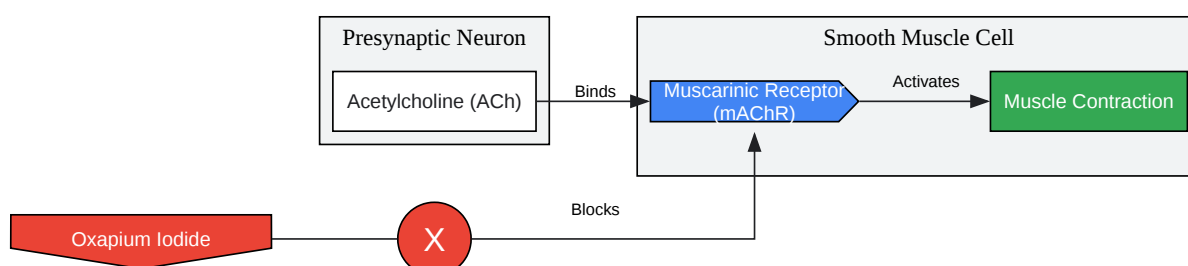 Presynaptic Neuron
Smooth Muscle Cell
Acetylcholine (ACh)
Binds
Muscarinic Receptor
(mAChR)
Activates
Muscle Contraction
Blocks
Oxapium Iodide
X